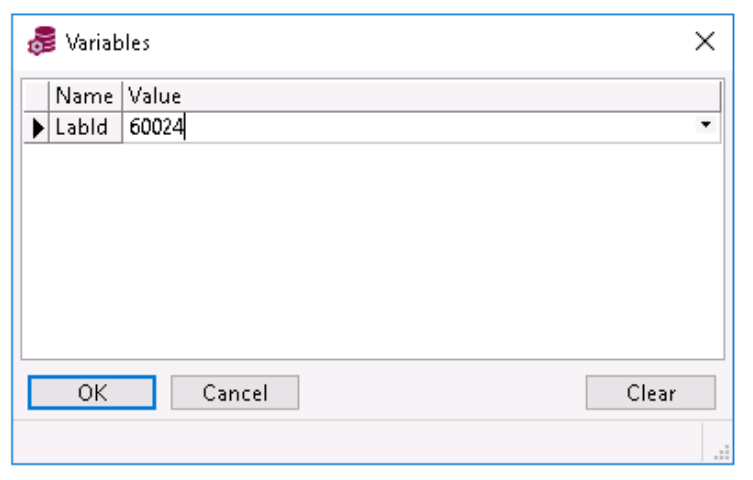 Variables
Name Value
LabId 60024
OK Cancel Clear